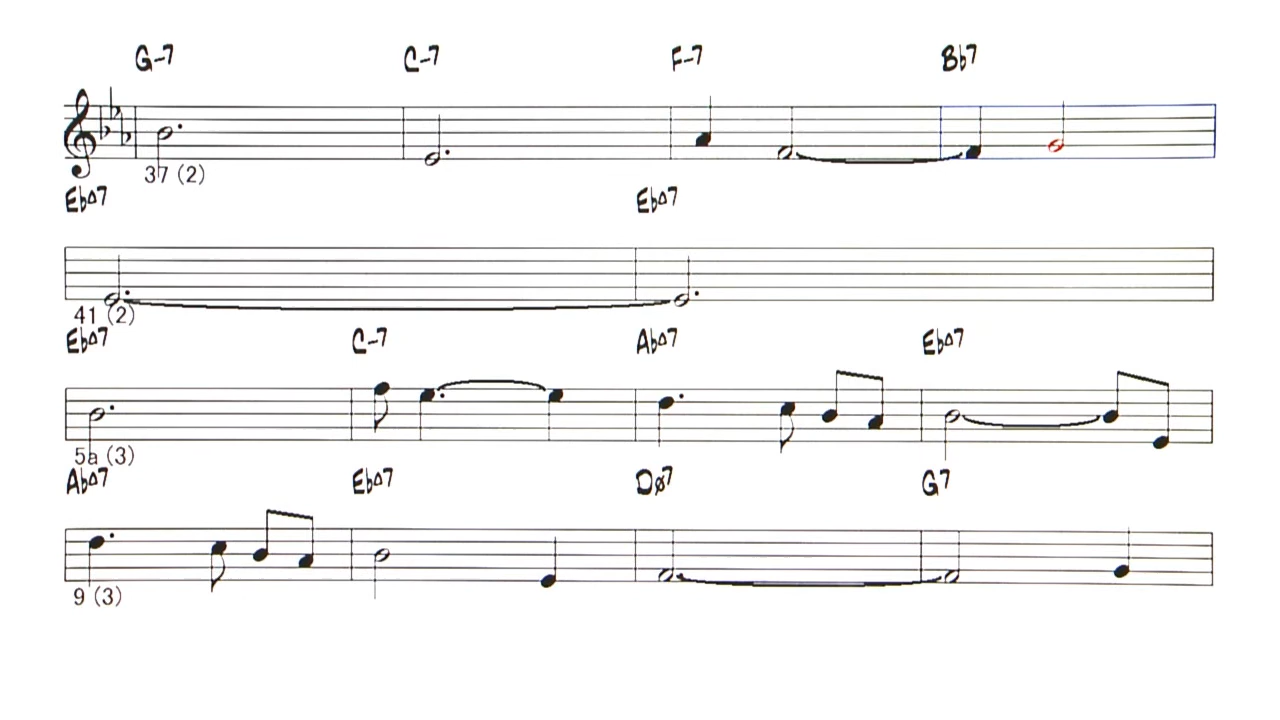 G-7 C-7 F-7 Bb7
37 (2)
Eb△7 Eb△7
41 (2)
Eb△7 C-7 Ab△7 Eb△7
5a (3)
Ab△7 Eb△7 Dø7 G7
9 (3)